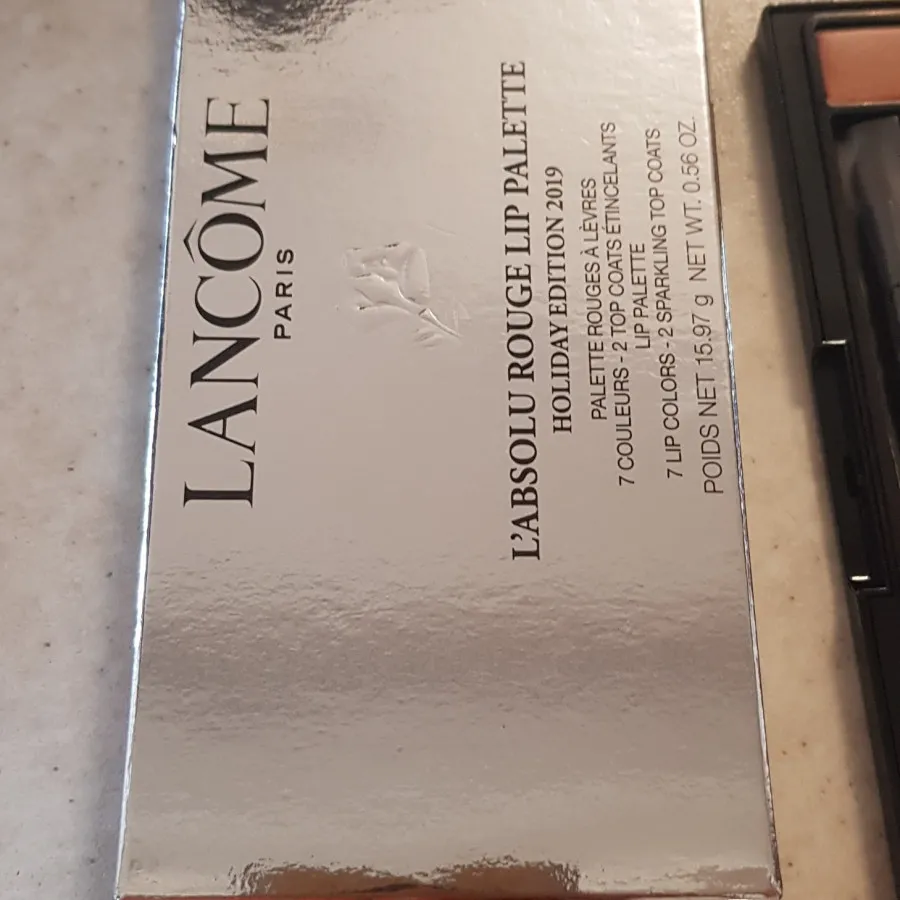 LANCÔME
PARIS
L'ABSOLU ROUGE LIP PALETTE
HOLIDAY EDITION 2019
PALETTE ROUGES À LÈVRES
7 COULEURS - 2 TOP COATS ÉTINCELANTS
LIP PALETTE
7 LIP COLORS - 2 SPARKLING TOP COATS
POIDS NET 15.97 g NET WT. 0.56 OZ.